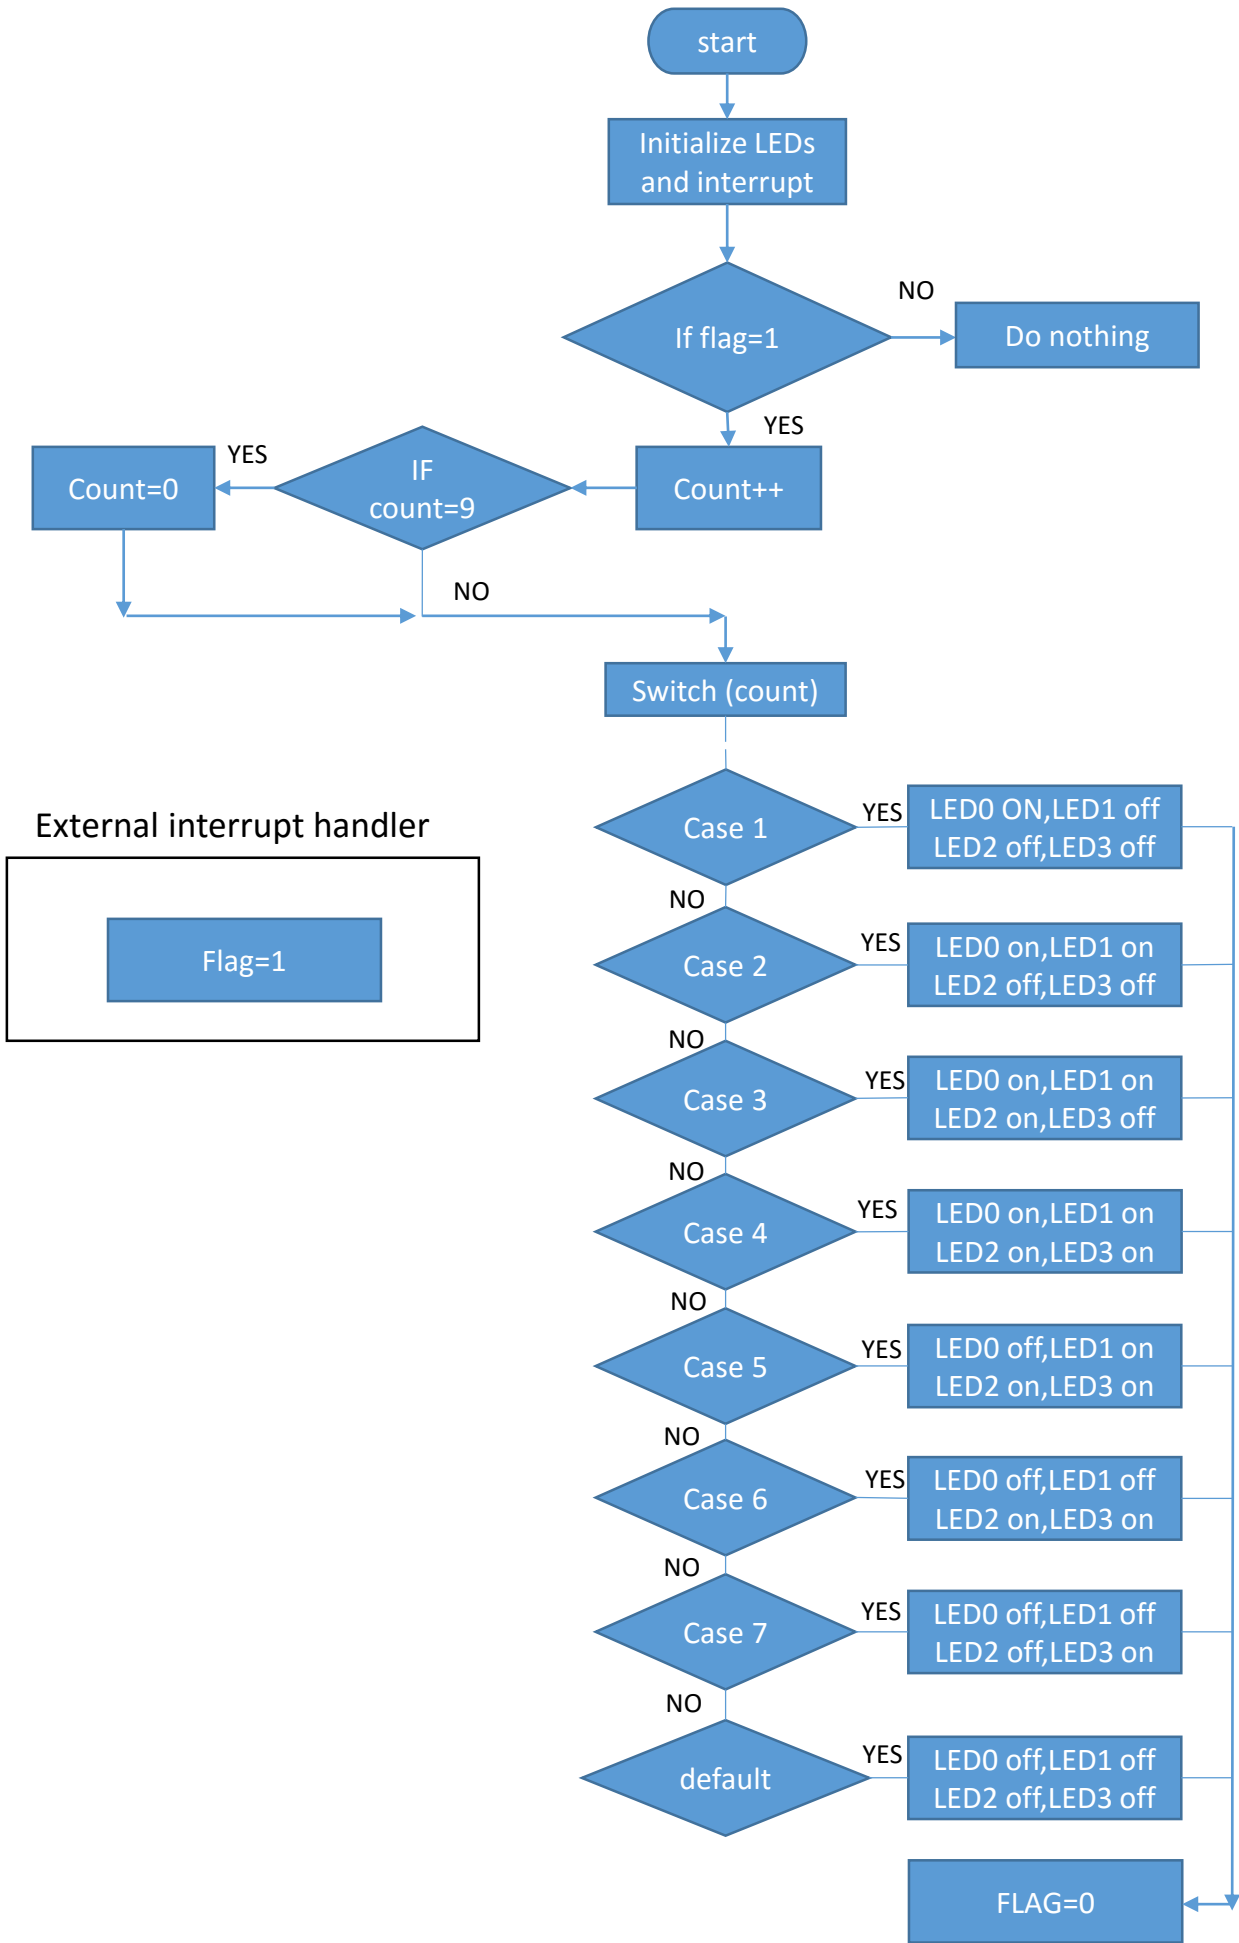 start
Initialize LEDs
and interrupt
If flag=1
NO
Do nothing
YES
Count++
IF
count=9
YES
Count=0
NO
Switch (count)
External interrupt handler
Flag=1
Case 1
YES
LED0 ON,LED1 off
LED2 off,LED3 off
NO
Case 2
YES
LED0 on,LED1 on
LED2 off,LED3 off
NO
Case 3
YES
LED0 on,LED1 on
LED2 on,LED3 off
NO
Case 4
YES
LED0 on,LED1 on
LED2 on,LED3 on
NO
Case 5
YES
LED0 off,LED1 on
LED2 on,LED3 on
NO
Case 6
YES
LED0 off,LED1 off
LED2 on,LED3 on
NO
Case 7
YES
LED0 off,LED1 off
LED2 off,LED3 on
NO
default
YES
LED0 off,LED1 off
LED2 off,LED3 off
FLAG=0